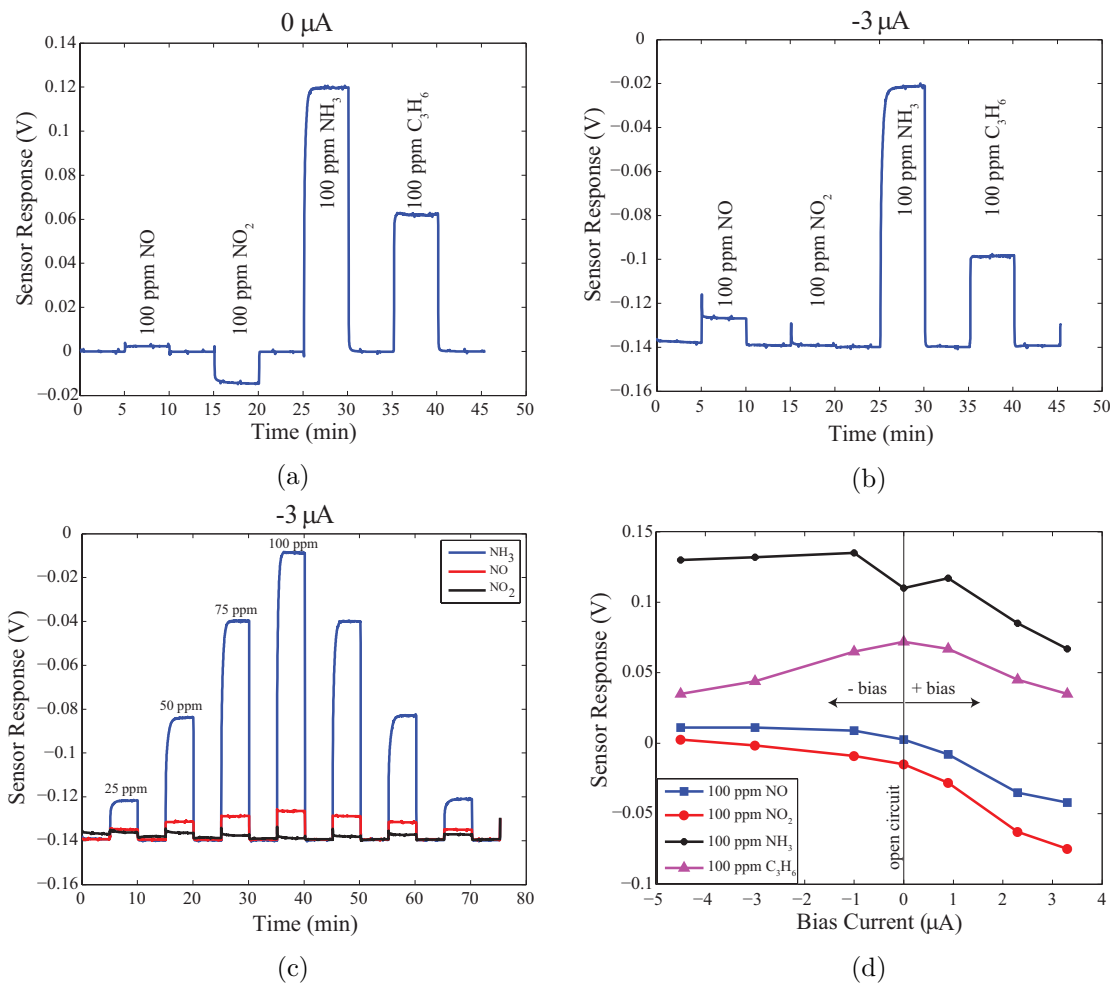 0 μA
0.14
0.12
0.10
0.08
0.06
0.04
0.02
0
−0.02
Sensor Response (V)
100 ppm NO
100 ppm NO2
100 ppm NH3
100 ppm C3H6
0 5 10 15 20 25 30 35 40 45 50
Time (min)
(a)
-3 μA
0
−0.02
−0.04
−0.06
−0.08
−0.1
−0.12
−0.14
−0.16
Sensor Response (V)
100 ppm NO
100 ppm NO2
100 ppm NH3
100 ppm C3H6
0 5 10 15 20 25 30 35 40 45 50
Time (min)
(b)
-3 μA
0
−0.02
−0.04
−0.06
−0.08
−0.1
−0.12
−0.14
−0.16
Sensor Response (V)
25 ppm
50 ppm
75 ppm
100 ppm
NH3
NO
NO2
0 10 20 30 40 50 60 70 80
Time (min)
(c)
0.15
0.1
0.05
0
−0.05
−0.1
Sensor Response (V)
- bias
+ bias
open circuit
100 ppm NO
100 ppm NO2
100 ppm NH3
100 ppm C3H6
−5 −4 −3 −2 −1 0 1 2 3 4
Bias Current (μA)
(d)